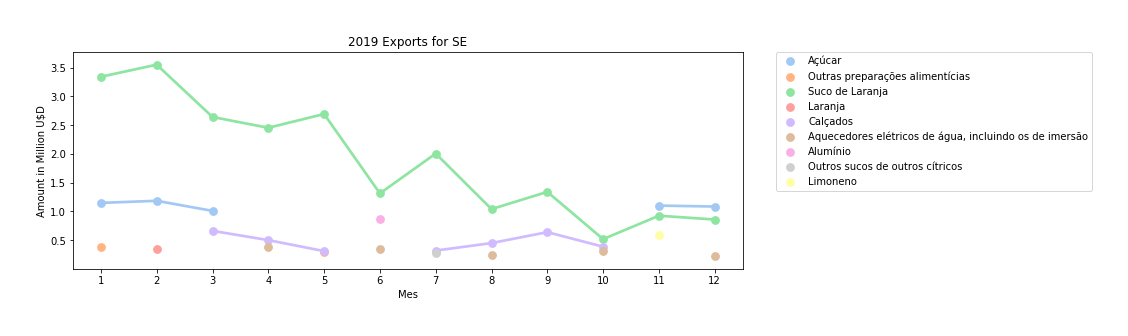 2019 Exports for SE
Amount in Million U$D
3.5
3.0
2.5
2.0
1.5
1.0
0.5
1 2 3 4 5 6 7 8 9 10 11 12
Mes
Açúcar
Outras preparações alimentícias
Suco de Laranja
Laranja
Calçados
Aquecedores elétricos de água, incluindo os de imersão
Alumínio
Outros sucos de outros cítricos
Limoneno